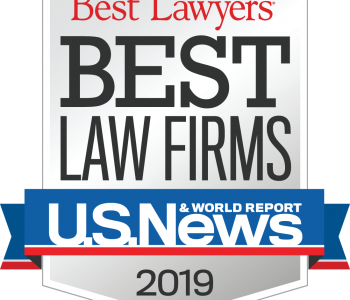 Best Lawyers®
BEST
LAW FIRMS
& WORLD REPORT
U.S.News
2019